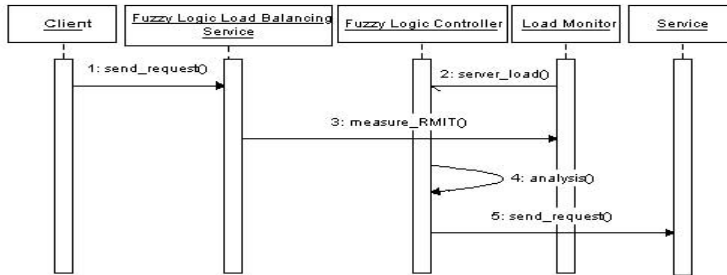 Client
Fuzzy Logic Load Balancing
Service
Fuzzy Logic Controller
Load Monitor
Service
1: send_request()
2: server_load()
3: measure_RMIT()
4: analysis()
5: send_request()